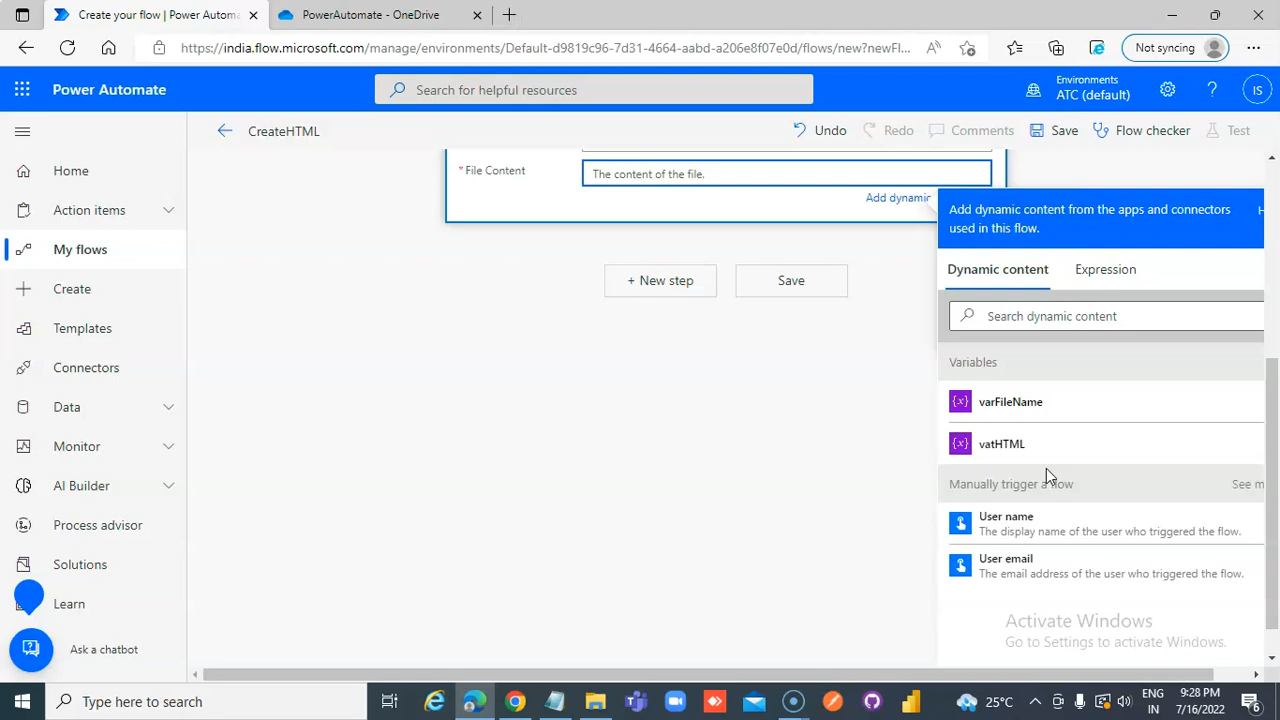 Create your flow | Power Automa
PowerAutomate - OneDrive
https://india.flow.microsoft.com/manage/environments/Default-d9819c96-7d31-4664-aabd-a206e8f07e0d/flows/new?newFl...
Not syncing
Power Automate
Search for helpful resources
Environments
ATC (default)
IS
CreateHTML
Undo
Redo
Comments
Save
Flow checker
Test
Home
Action items
My flows
Create
Templates
Connectors
Data
Monitor
AI Builder
Process advisor
Solutions
Learn
Ask a chatbot
* File Content
The content of the file.
Add dynamic
+ New step
Save
Add dynamic content from the apps and connectors
used in this flow.
Dynamic content
Expression
Search dynamic content
Variables
varFileName
vatHTML
Manually trigger a flow
See m
User name
The display name of the user who triggered the flow.
User email
The email address of the user who triggered the flow.
Activate Windows
Go to Settings to activate Windows.
Type here to search
25°C
ENG
IN
9:28 PM
7/16/2022
6